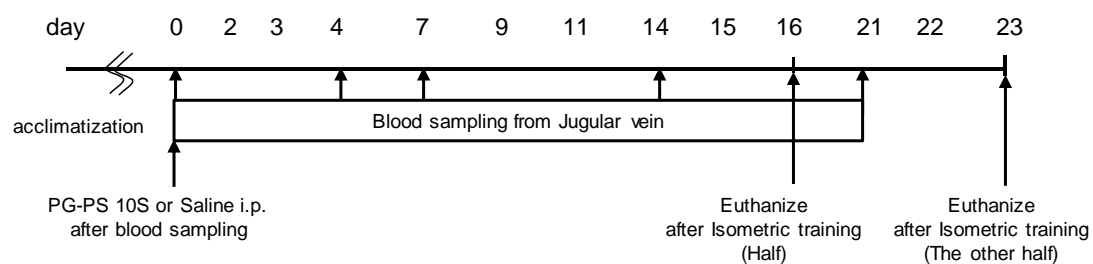 day 0 2 3 4 7 9 11 14 15 16 21 22 23
acclimatization
Blood sampling from Jugular vein
PG-PS 10S or Saline i.p.
after blood sampling
Euthanize
after Isometric training
(Half)
Euthanize
after Isometric training
(The other half)